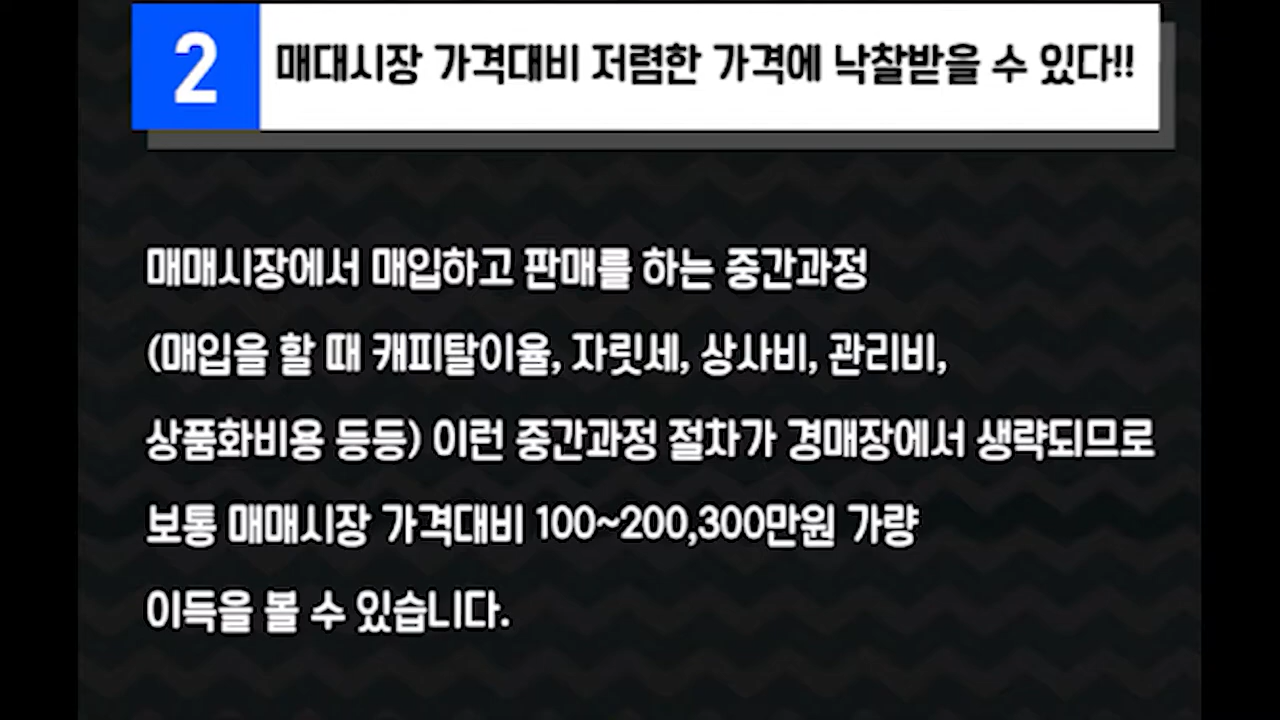 2
매대시장 가격대비 저렴한 가격에 낙찰받을 수 있다!!
매매시장에서 매입하고 판매를 하는 중간과정
(매입을 할 때 캐피탈이율, 자릿세, 상사비, 관리비,
상품화비용 등등) 이런 중간과정 절차가 경매장에서 생략되므로
보통 매매시장 가격대비 100~200,300만원 가량
이득을 볼 수 있습니다.